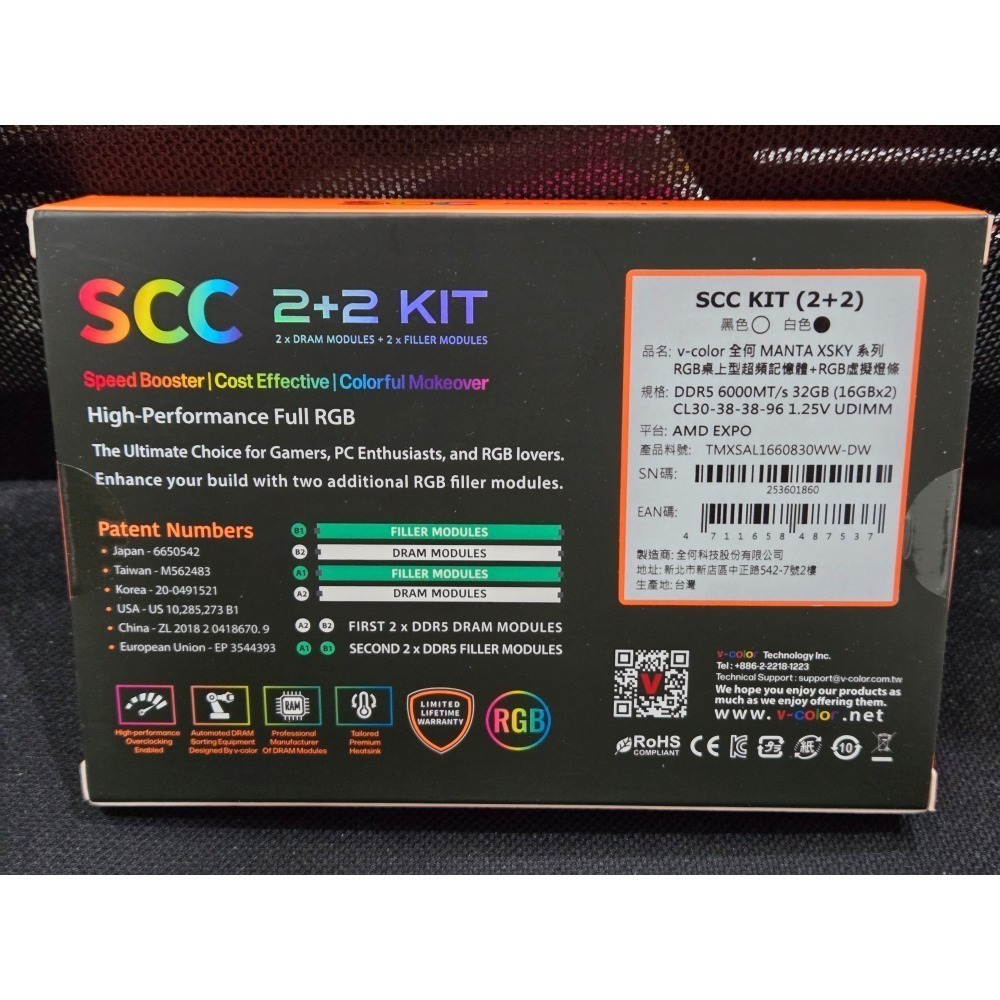 SCC 2+2 KIT
2 x DRAM MODULES + 2 x FILLER MODULES
Speed Booster | Cost Effective | Colorful Makeover
High-Performance Full RGB
The Ultimate Choice for Gamers, PC Enthusiasts, and RGB lovers.
Enhance your build with two additional RGB filler modules.
Patent Numbers
• Japan - 6650542
• Taiwan - M562483
• Korea - 20-0491521
• USA - US 10,285,273 B1
• China - ZL 2018 2 0418670. 9
• European Union - EP 3544393
B1 FILLER MODULES
B2 DRAM MODULES
A1 FILLER MODULES
A2 DRAM MODULES
A2 B2 FIRST 2 x DDR5 DRAM MODULES
A1 B1 SECOND 2 x DDR5 FILLER MODULES
High-performance
Overclocking
Enabled
Automated DRAM
Sorting Equipment
Designed By v-color
RAM
Professional
Manufacturer
Of DRAM Modules
Tailored
Premium
Heatsink
LIMITED
LIFETIME
WARRANTY
RGB
SCC KIT (2+2)
黑色○ 白色●
品名: v-color 全何 MANTA XSKY 系列
RGB桌上型超頻記憶體+RGB虛擬燈條
規格: DDR5 6000MT/s 32GB (16GBx2)
CL30-38-38-96 1.25V UDIMM
平台: AMD EXPO
產品料號: TMXSAL1660830WW-DW
SN碼:
253601860
EAN碼:
4 711658 487537
製造商: 全何科技股份有限公司
地址: 新北市新店區中正路542-7號2樓
生產地: 台灣
V
v-color Technology Inc.
Tel : +886-2-2218-1223
Technical Support : support@v-color.com.tw
We hope you enjoy our products as
much as we enjoy offering them.
www. v-color .net
RoHS
COMPLIANT
CE
紙
10